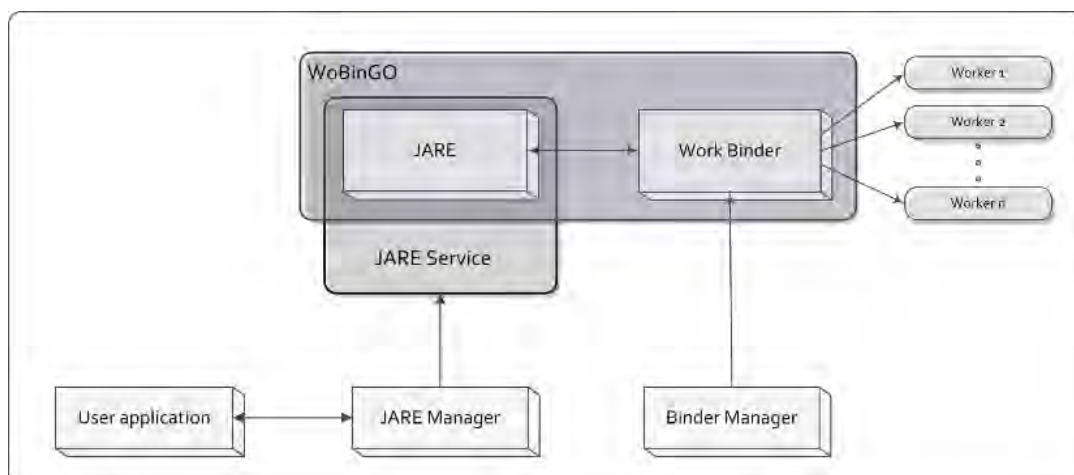 WoBinGO
Worker 1
JARE
Work Binder
Worker 2
Worker n
JARE Service
User application
JARE Manager
Binder Manager